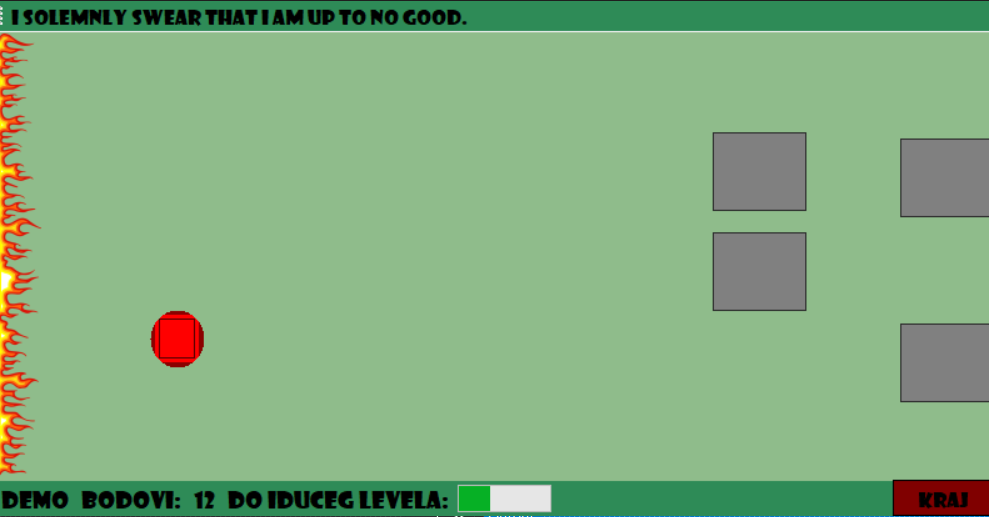 I SOLEMNLY SWEAR THAT I AM UP TO NO GOOD.
DEMO BODOVI: 12 DO IDUCEG LEVELA:
KRAJ